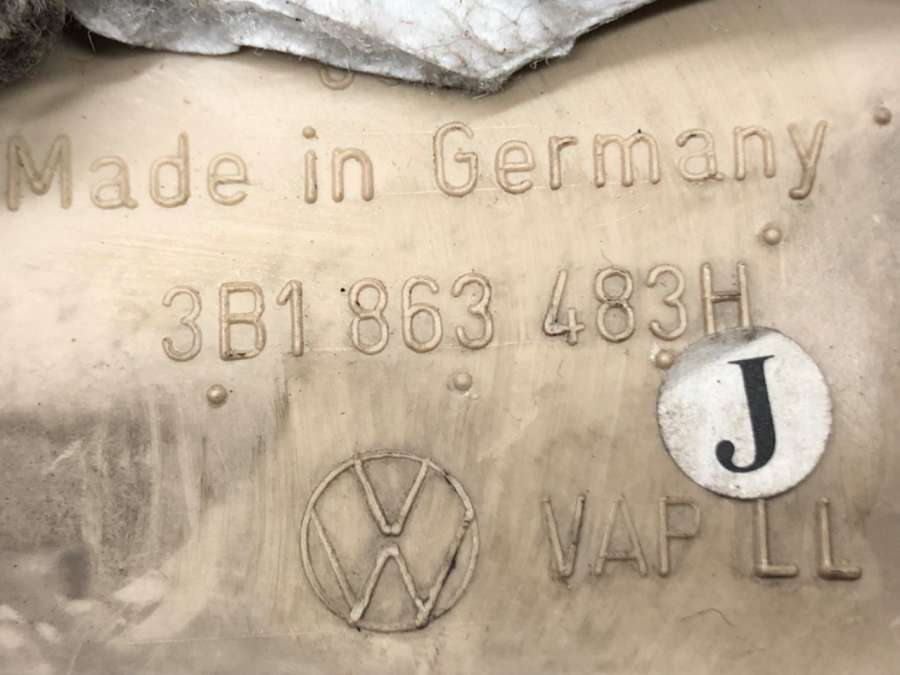 Made in Germany
3B1 863 483H
J
VAP LL